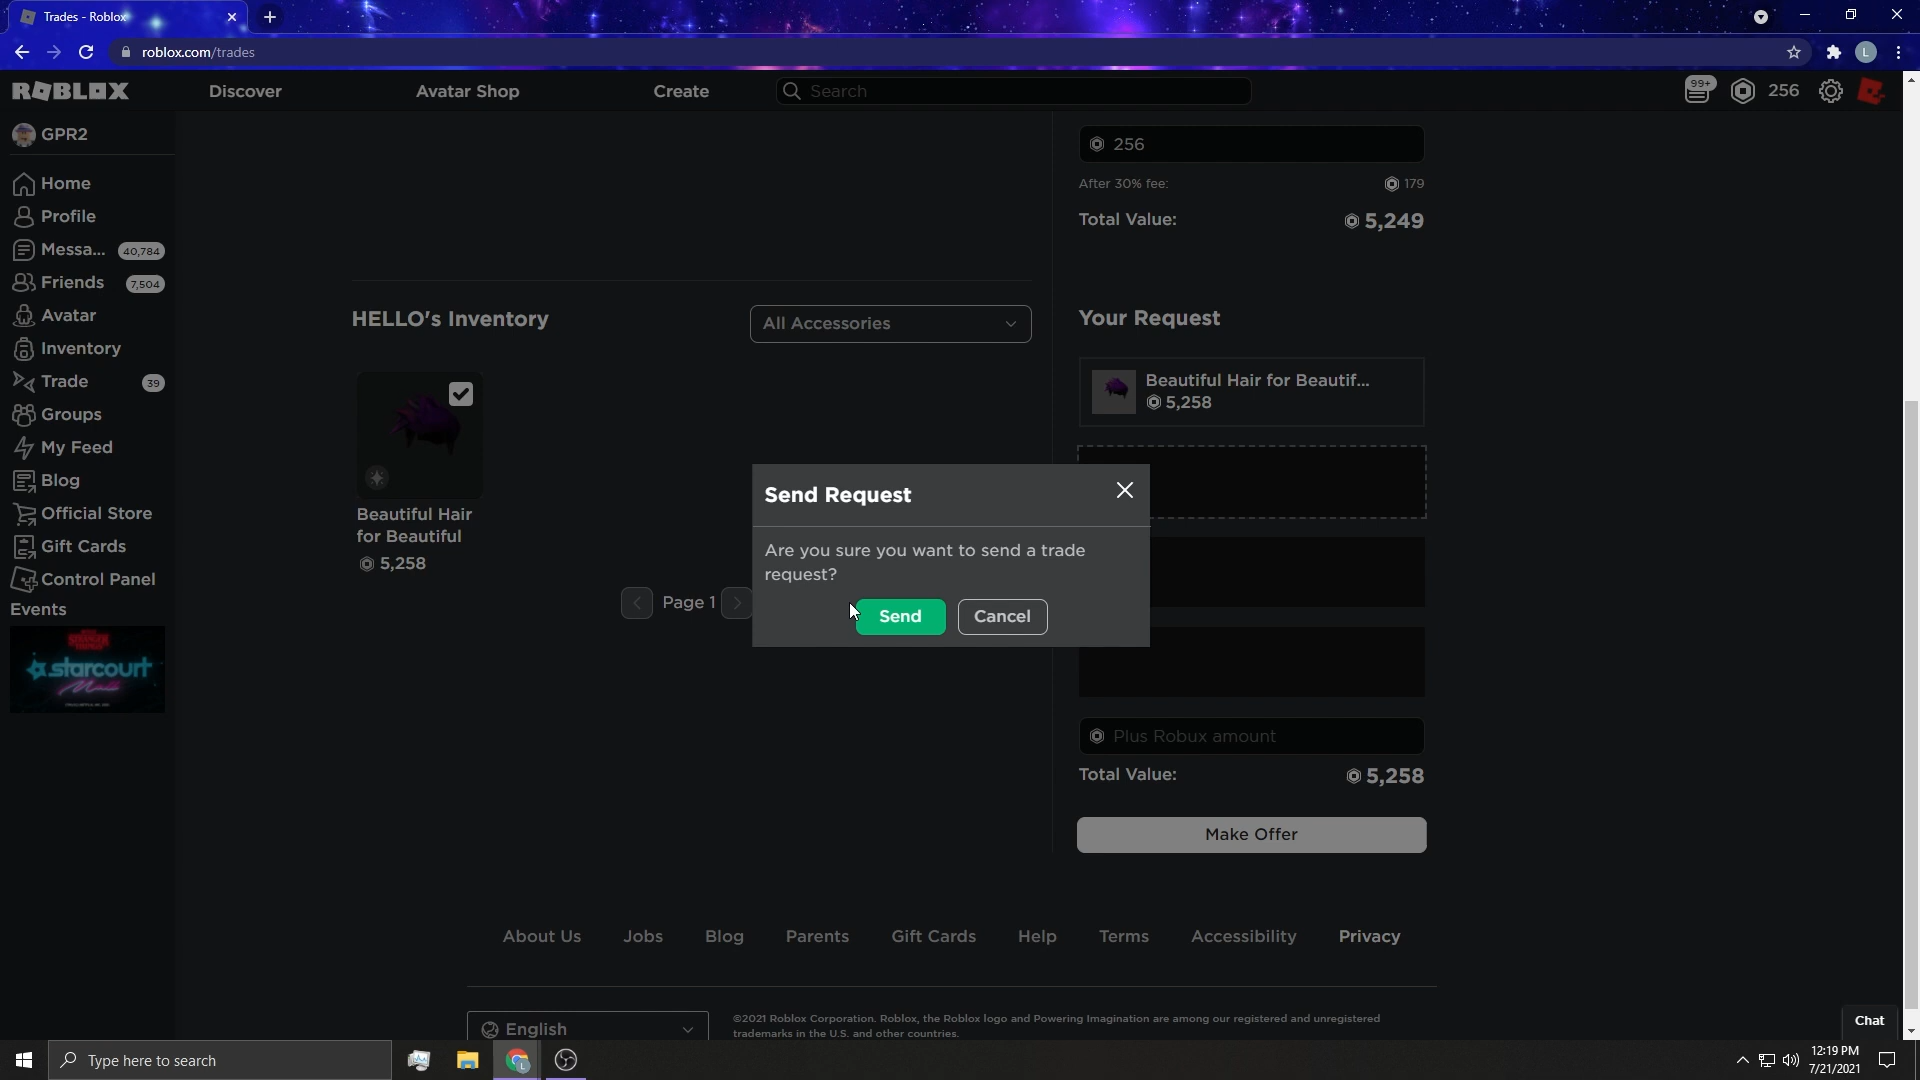 Trades - Roblox
roblox.com/trades
L
ROBLOX
Discover
Avatar Shop
Create
Search
99+
256
GPR2
Home
Profile
Messa... 40,784
Friends 7,504
Avatar
Inventory
Trade 39
Groups
My Feed
Blog
Official Store
Gift Cards
Control Panel
Events
STRANGER THINGS
starcourt
Mall
256
After 30% fee: 179
Total Value: 5,249
HELLO's Inventory
All Accessories
Beautiful Hair
for Beautiful
5,258
Page 1
Your Request
Beautiful Hair for Beautif...
5,258
Plus Robux amount
Total Value: 5,258
Make Offer
Send Request
Are you sure you want to send a trade
request?
Send
Cancel
About Us
Jobs
Blog
Parents
Gift Cards
Help
Terms
Accessibility
Privacy
English
©2021 Roblox Corporation. Roblox, the Roblox logo and Powering Imagination are among our registered and unregistered
trademarks in the U.S. and other countries.
Chat
Type here to search
L
12:19 PM
7/21/2021